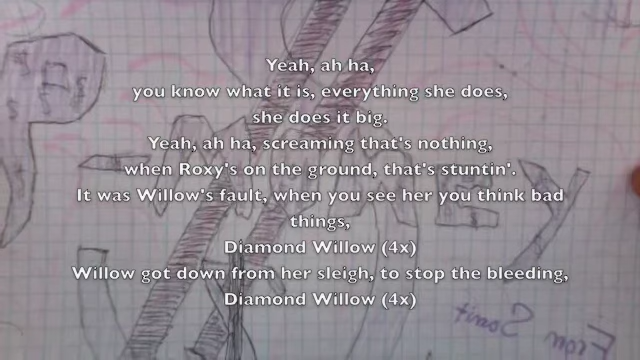 Yeah, ah ha,
you know what it is, everything she does,
she does it big.
Yeah, ah ha, screaming that's nothing,
when Roxy's on the ground, that's stuntin'.
It was Willow's fault, when you see her you think bad
things,
Diamond Willow (4x)
Willow got down from her sleigh, to stop the bleeding,
Diamond Willow (4x)
From Scout